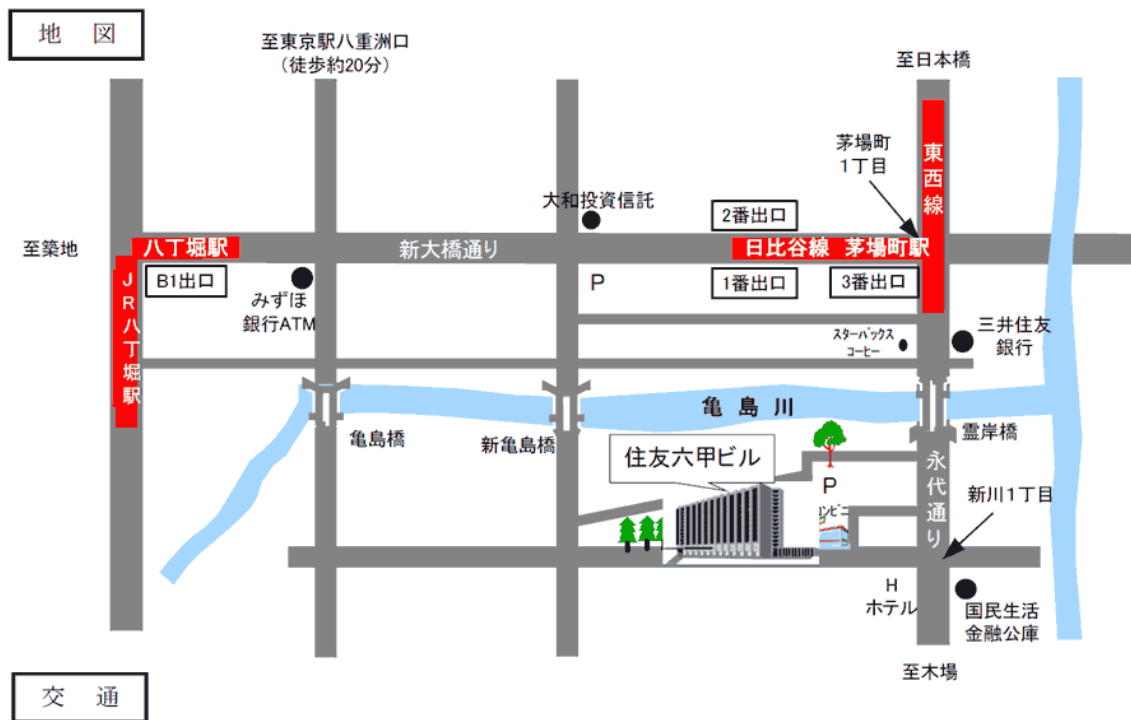 地 図
至東京駅八重洲口
（徒歩約20分）
至日本橋
茅場町
1丁目
東西線
大和投資信託
2番出口
至築地
八丁堀駅
新大橋通り
日比谷線 茅場町駅
B1出口
みずほ
銀行ATM
P
1番出口
3番出口
JR八丁堀駅
スターバックス
コーヒー
三井住友
銀行
亀島川
亀島橋
新亀島橋
霊岸橋
住友六甲ビル
P
コンビニ
永代通り
新川1丁目
H
ホテル
国民生活
金融公庫
至木場
交 通